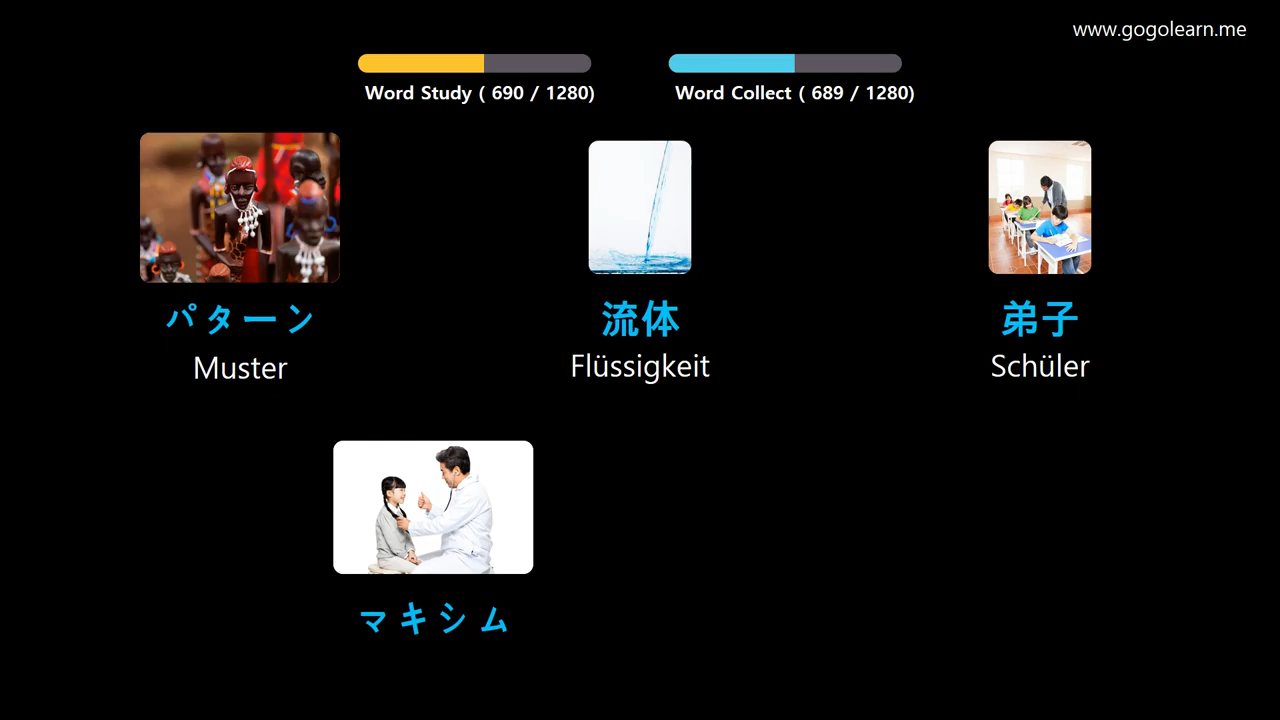 www.gogolearn.me
Word Study ( 690 / 1280)
Word Collect ( 689 / 1280)
パターン
Muster
流体
Flüssigkeit
弟子
Schüler
マキシム